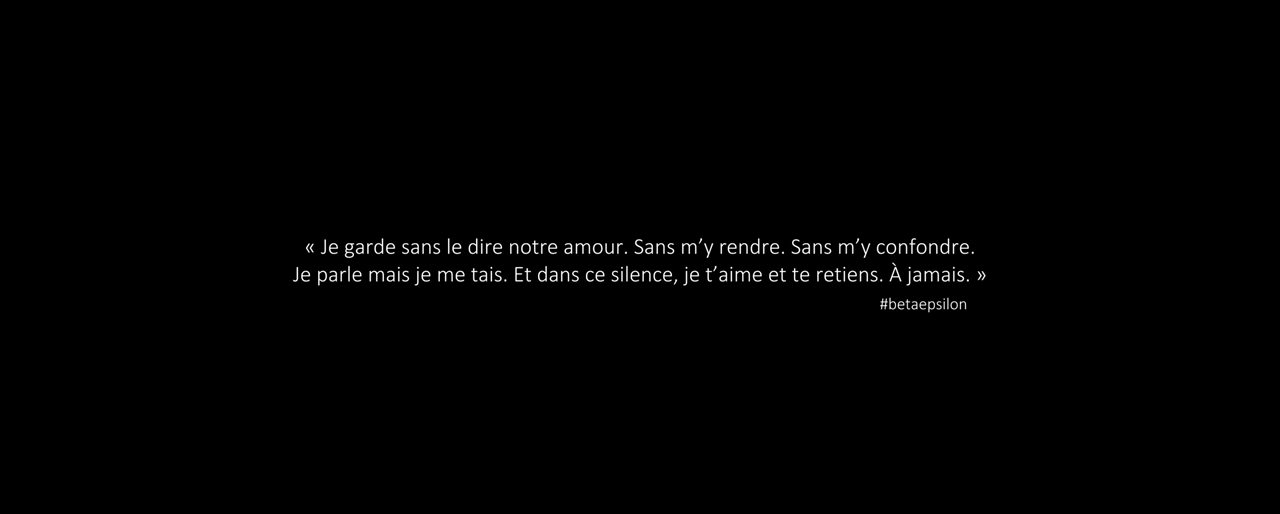 « Je garde sans le dire notre amour. Sans m’y rendre. Sans m’y confondre.
Je parle mais je me tais. Et dans ce silence, je t’aime et te retiens. À jamais. »
#betaepsilon